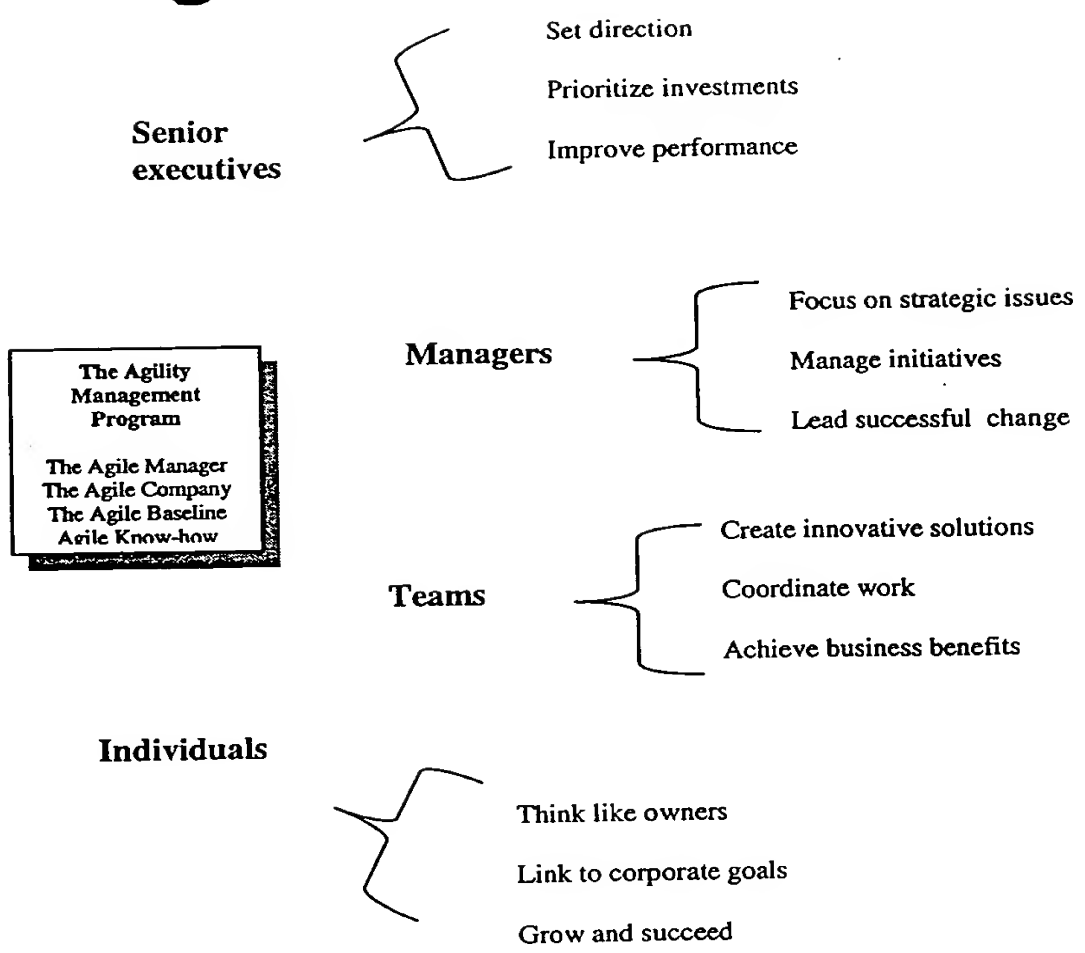 Set direction
Prioritize investments
Improve performance
Senior
executives
Focus on strategic issues
Manage initiatives
Lead successful change
Managers
The Agility
Management
Program
The Agile Manager
The Agile Company
The Agile Baseline
Agile Know-how
Create innovative solutions
Coordinate work
Achieve business benefits
Teams
Individuals
Think like owners
Link to corporate goals
Grow and succeed